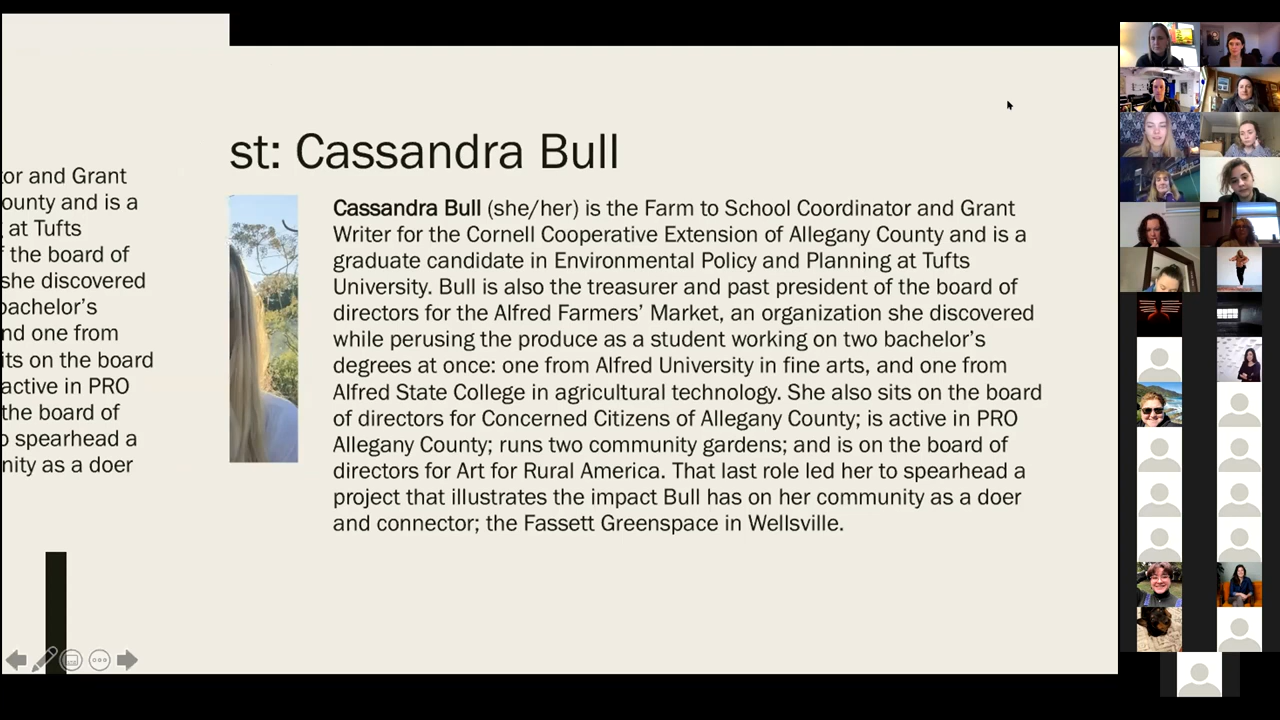 st: Cassandra Bull
Cassandra Bull (she/her) is the Farm to School Coordinator and Grant
Writer for the Cornell Cooperative Extension of Allegany County and is a
graduate candidate in Environmental Policy and Planning at Tufts
University. Bull is also the treasurer and past president of the board of
directors for the Alfred Farmers’ Market, an organization she discovered
while perusing the produce as a student working on two bachelor’s
degrees at once: one from Alfred University in fine arts, and one from
Alfred State College in agricultural technology. She also sits on the board
of directors for Concerned Citizens of Allegany County; is active in PRO
Allegany County; runs two community gardens; and is on the board of
directors for Art for Rural America. That last role led her to spearhead a
project that illustrates the impact Bull has on her community as a doer
and connector; the Fassett Greenspace in Wellsville.
or and Grant
ounty and is a
at Tufts
f the board of
she discovered
bachelor’s
nd one from
its on the board
active in PRO
the board of
o spearhead a
nity as a doer